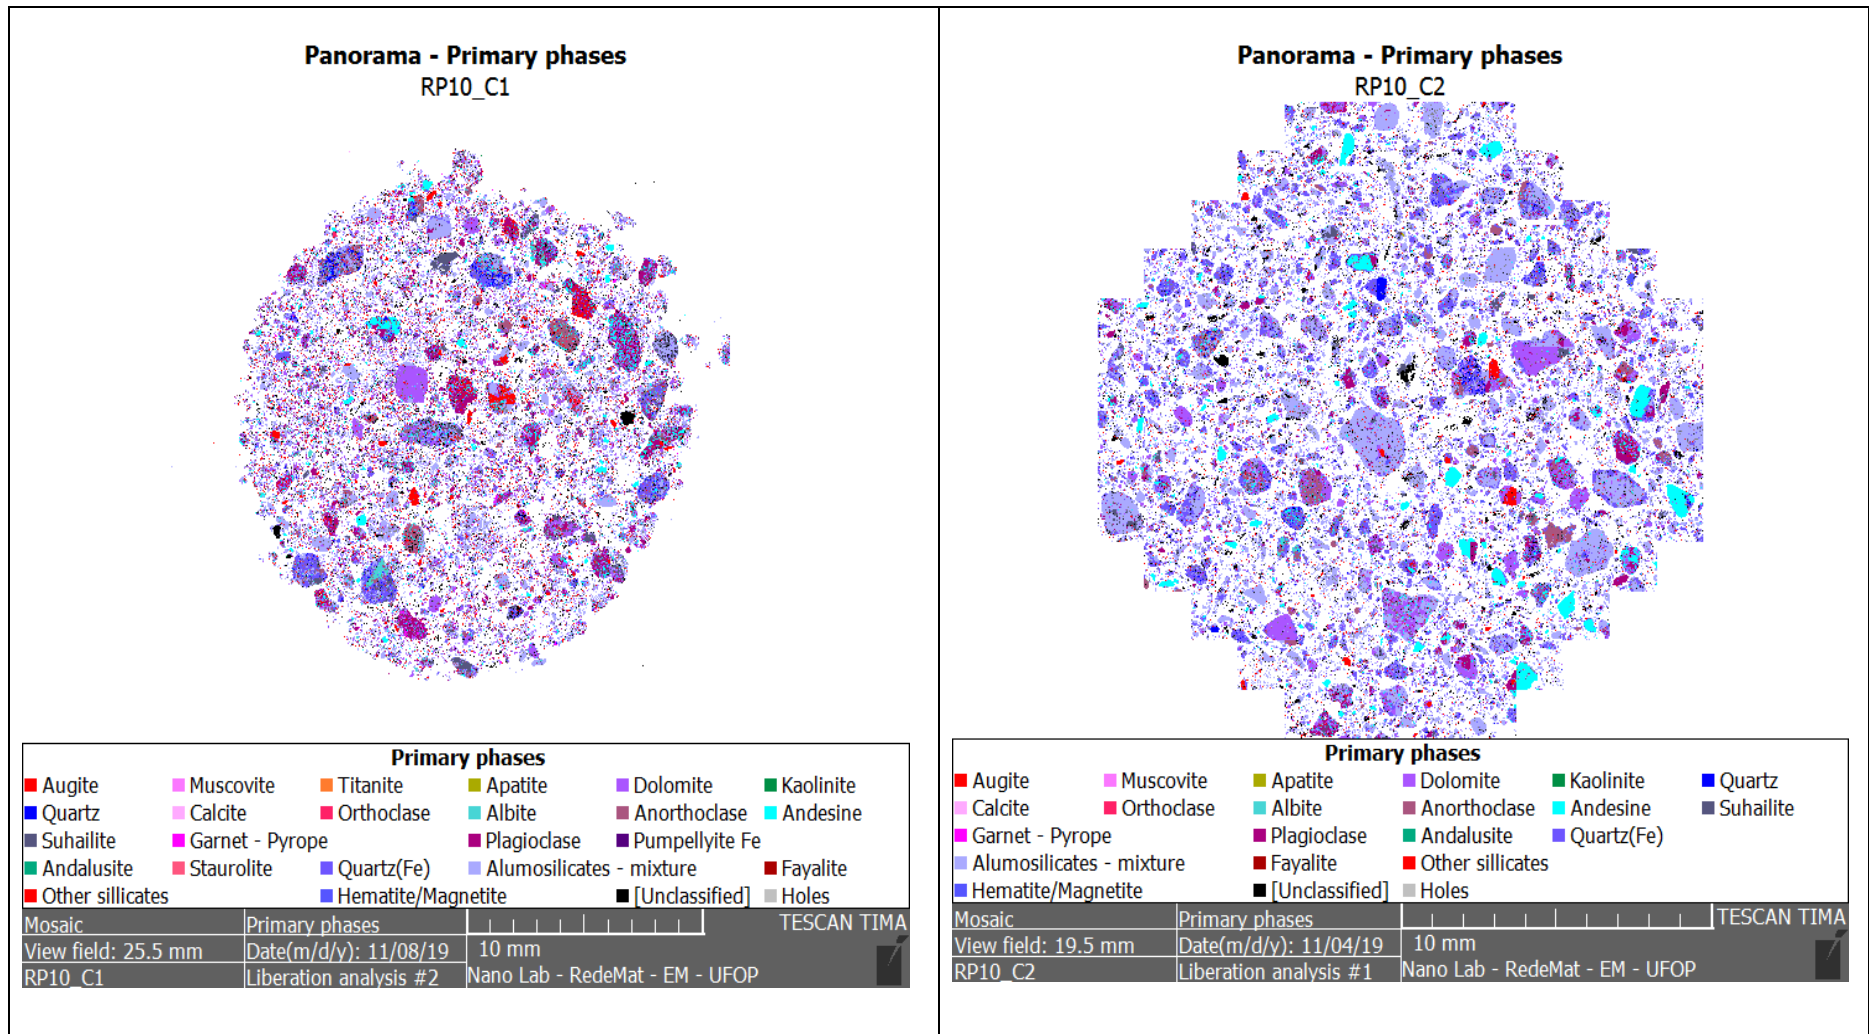 Panorama - Primary phases
RP10_C1
Primary phases
Augite Muscovite Titanite Apatite Dolomite Kaolinite
Quartz Calcite Orthoclase Albite Anorthoclase Andesine
Suhailite Garnet - Pyrope Plagioclase Pumpellyite Fe
Andalusite Staurolite Quartz(Fe) Alumosilicates - mixture Fayalite
Other sillicates Hematite/Magnetite [Unclassified] Holes
Mosaic Primary phases TESCAN TIMA
View field: 25.5 mm Date(m/d/y): 11/08/19 10 mm
RP10_C1 Liberation analysis #2 Nano Lab - RedeMat - EM - UFOP
Panorama - Primary phases
RP10_C2
Primary phases
Augite Muscovite Apatite Dolomite Kaolinite Quartz
Calcite Orthoclase Albite Anorthoclase Andesine Suhailite
Garnet - Pyrope Plagioclase Andalusite Quartz(Fe)
Alumosilicates - mixture Fayalite Other sillicates
Hematite/Magnetite [Unclassified] Holes
Mosaic Primary phases TESCAN TIMA
View field: 19.5 mm Date(m/d/y): 11/04/19 10 mm
RP10_C2 Liberation analysis #1 Nano Lab - RedeMat - EM - UFOP